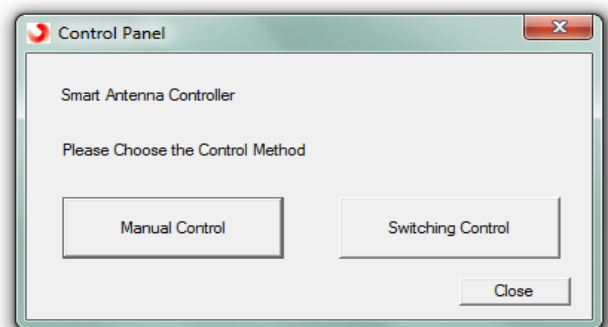 Control Panel
Smart Antenna Controller
Please Choose the Control Method
Manual Control Switching Control
Close